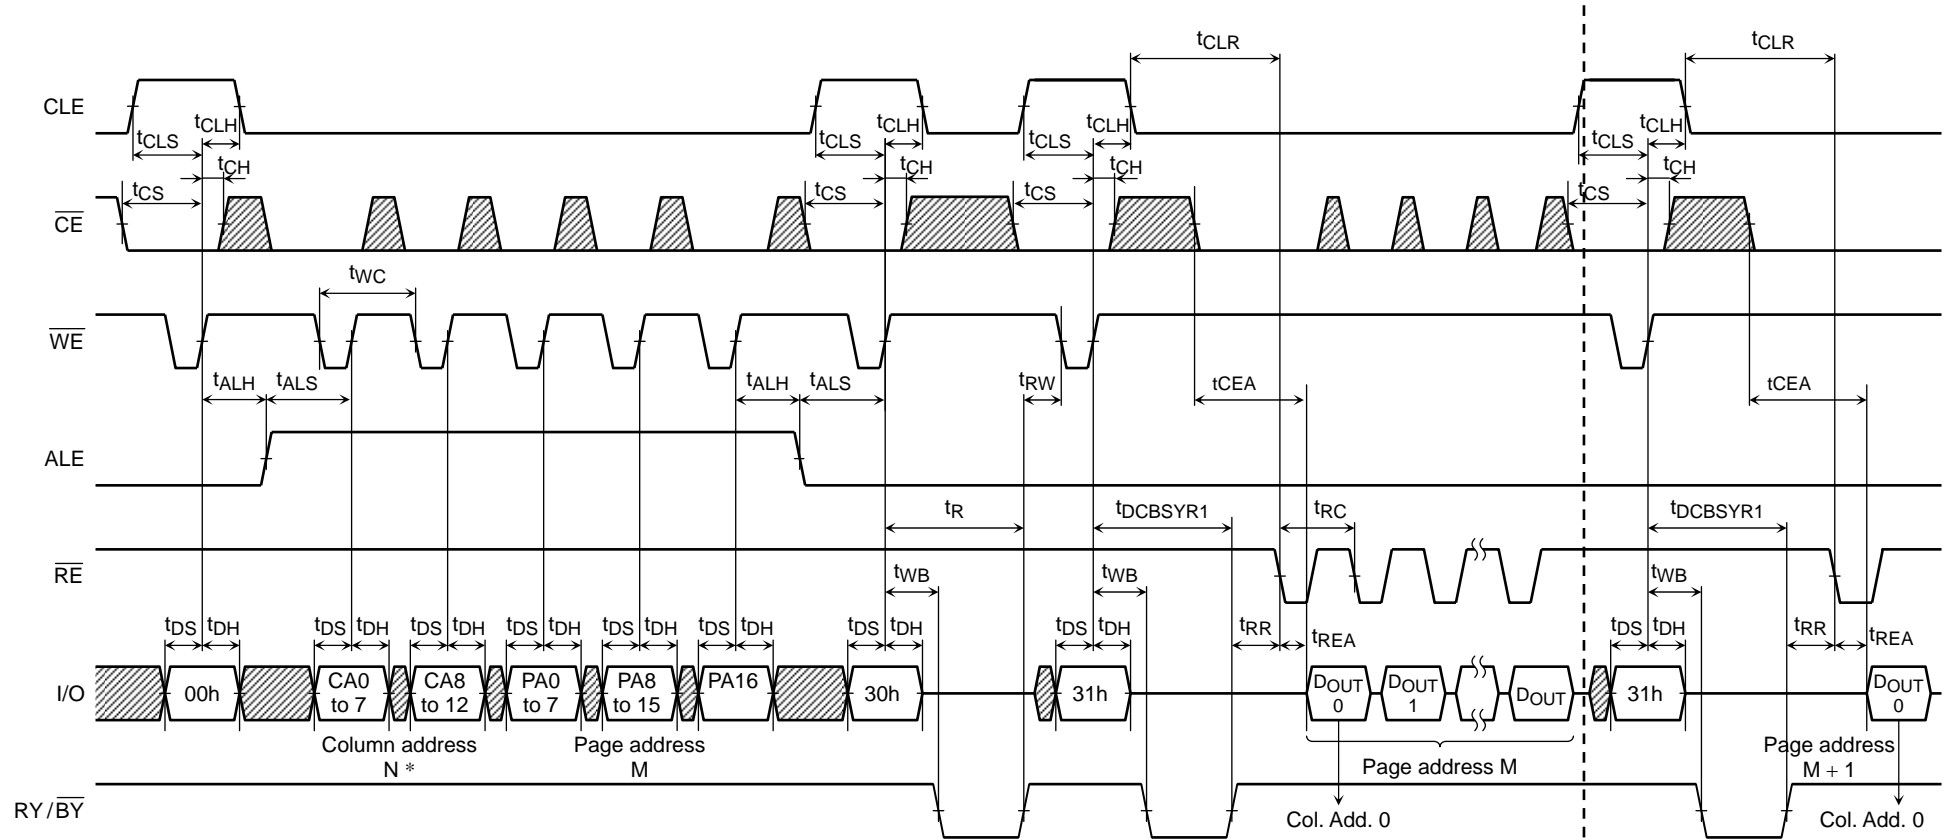 tCLR tCLR
CLE
tCLS tCLH tCLS tCLH tCLS tCLH tCLS tCLH
tCH tCH tCH tCH
tCS tCS tCS tCS
CE
tWC
WE
tALH tALS tALH tALS tRW tCEA tCEA
ALE
tR tDCBSYR1 tRC tDCBSYR1
RE
tWB tWB tWB
tDS tDH tDS tDH tDS tDH tDS tDH tDS tDH tDS tDH tDS tDH tDS tDH tRR tREA tDS tDH tRR tREA
I/O
00h
CA0
to 7
CA8
to 12
PA0
to 7
PA8
to 15
PA16
30h
31h
DOUT
0
DOUT
1
DOUT
31h
DOUT
0
Column address
N *
Page address
M
Page address M
Page address
M + 1
RY/BY
Col. Add. 0
Col. Add. 0